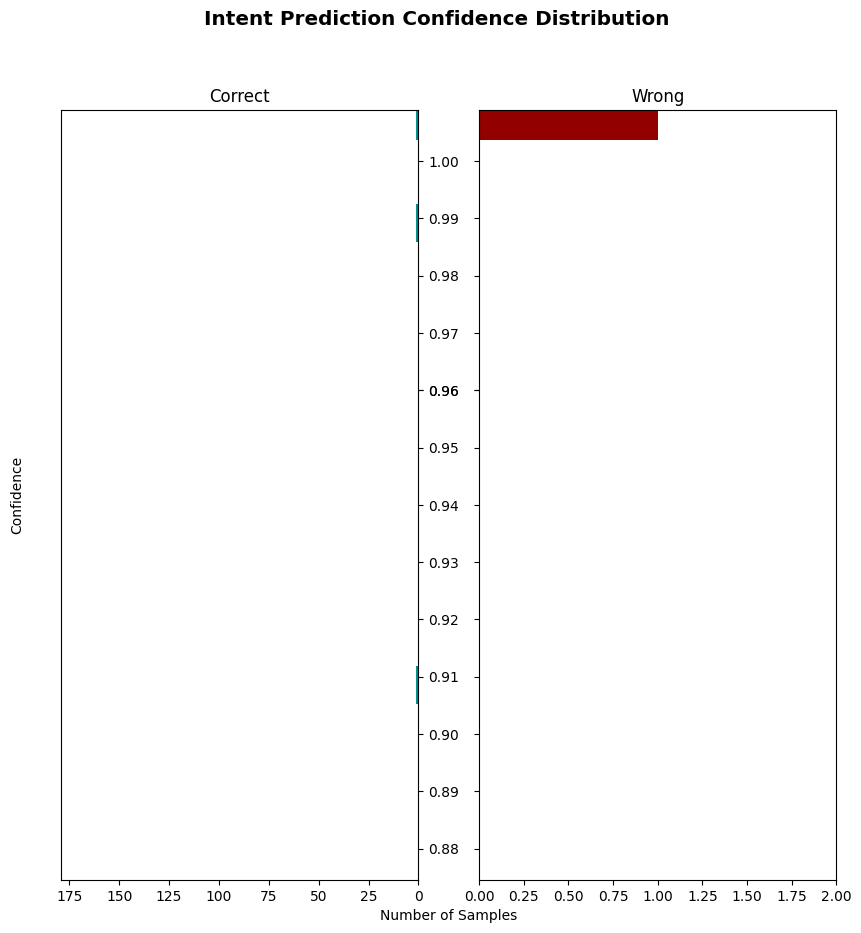 Intent Prediction Confidence Distribution
Correct
Wrong
1.00
0.99
0.98
0.97
0.96
0.95
0.94
0.93
0.92
0.91
0.90
0.89
0.88
Confidence
175 150 125 100 75 50 25 0
0.00 0.25 0.50 0.75 1.00 1.25 1.50 1.75 2.00
Number of Samples